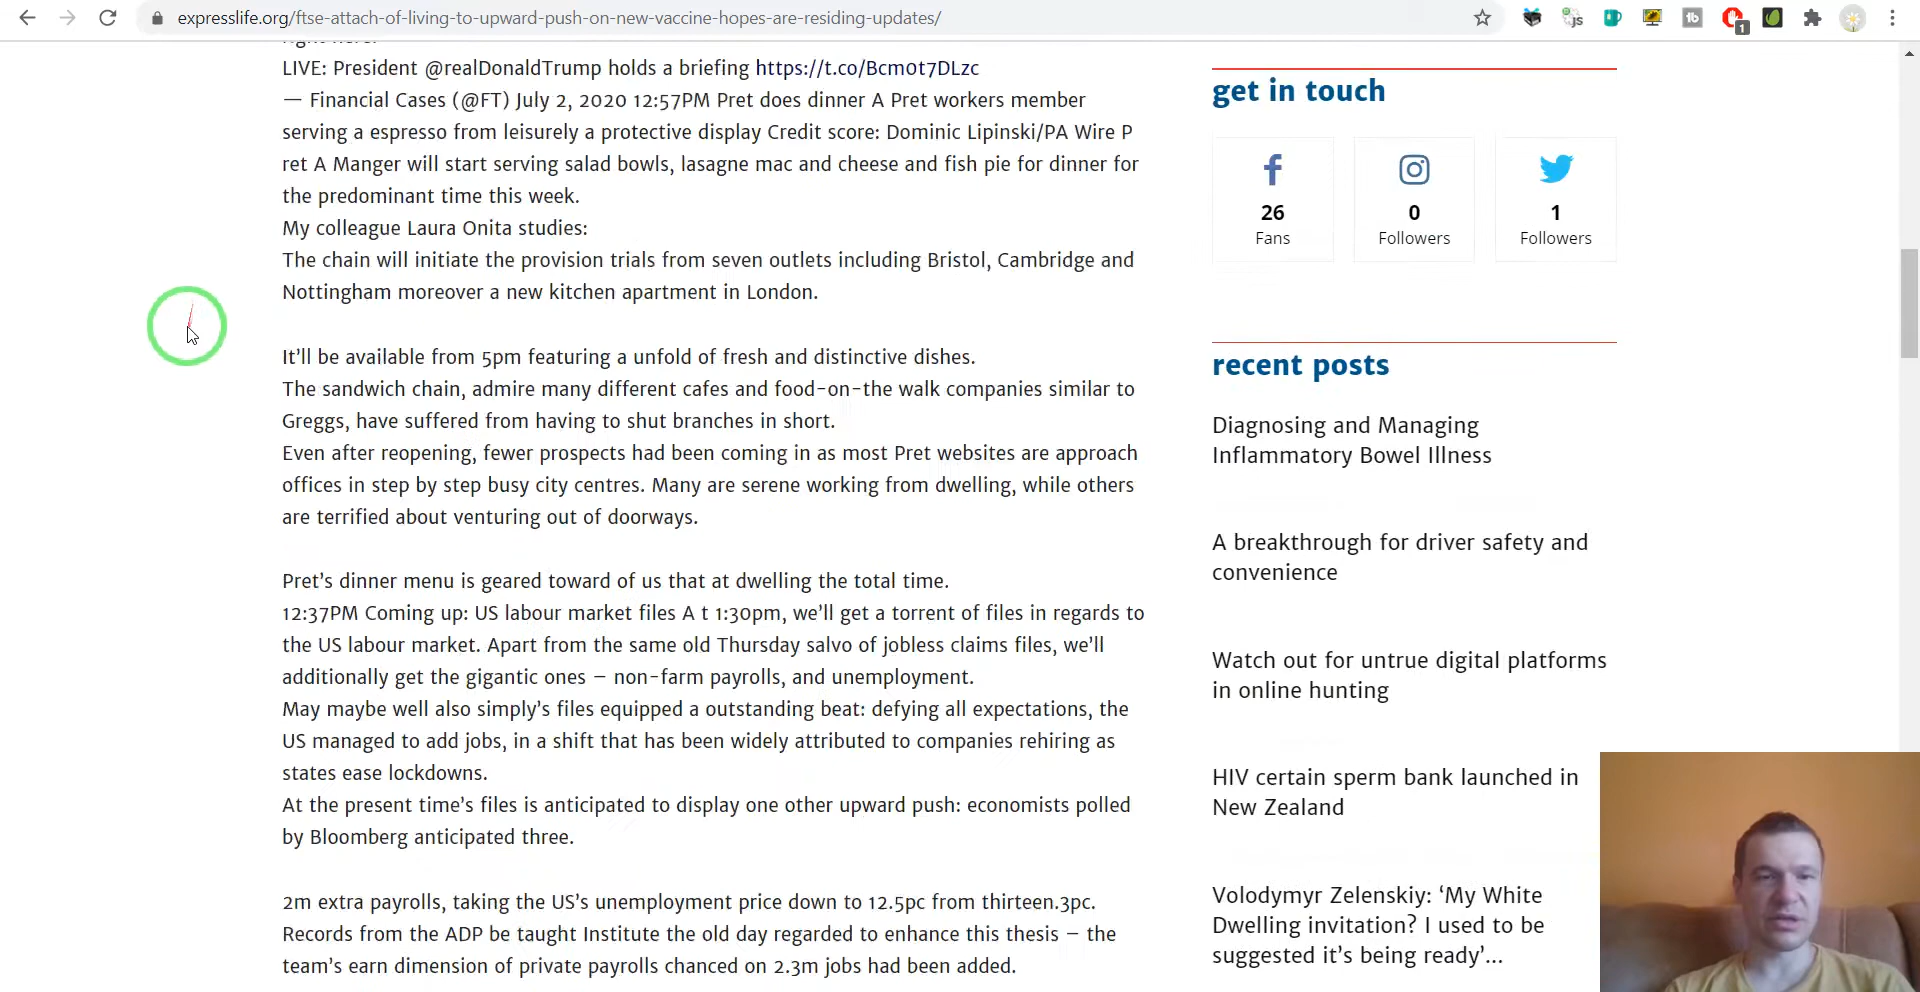 expresslife.org/ftse-attach-of-living-to-upward-push-on-new-vaccine-hopes-are-residing-updates/
right here.
LIVE: President @realDonaldTrump holds a briefing https://t.co/Bcm0t7DLzc
— Financial Cases (@FT) July 2, 2020 12:57PM Pret does dinner A Pret workers member
serving a espresso from leisurely a protective display Credit score: Dominic Lipinski/PA Wire P
ret A Manger will start serving salad bowls, lasagne mac and cheese and fish pie for dinner for
the predominant time this week.
My colleague Laura Onita studies:
The chain will initiate the provision trials from seven outlets including Bristol, Cambridge and
Nottingham moreover a new kitchen apartment in London.
It’ll be available from 5pm featuring a unfold of fresh and distinctive dishes.
The sandwich chain, admire many different cafes and food-on-the walk companies similar to
Greggs, have suffered from having to shut branches in short.
Even after reopening, fewer prospects had been coming in as most Pret websites are approach
offices in step by step busy city centres. Many are serene working from dwelling, while others
are terrified about venturing out of doorways.
Pret’s dinner menu is geared toward of us that at dwelling the total time.
12:37PM Coming up: US labour market files A t 1:30pm, we’ll get a torrent of files in regards to
the US labour market. Apart from the same old Thursday salvo of jobless claims files, we’ll
additionally get the gigantic ones – non-farm payrolls, and unemployment.
May maybe well also simply’s files equipped a outstanding beat: defying all expectations, the
US managed to add jobs, in a shift that has been widely attributed to companies rehiring as
states ease lockdowns.
At the present time’s files is anticipated to display one other upward push: economists polled
by Bloomberg anticipated three.
2m extra payrolls, taking the US’s unemployment price down to 12.5pc from thirteen.3pc.
Records from the ADP be taught Institute the old day regarded to enhance this thesis – the
team’s earn dimension of private payrolls chanced on 2.3m jobs had been added.
get in touch
26
Fans
0
Followers
1
Followers
recent posts
Diagnosing and Managing
Inflammatory Bowel Illness
A breakthrough for driver safety and
convenience
Watch out for untrue digital platforms
in online hunting
HIV certain sperm bank launched in
New Zealand
Volodymyr Zelenskiy: ‘My White
Dwelling invitation? I used to be
suggested it’s being ready’...
js
1